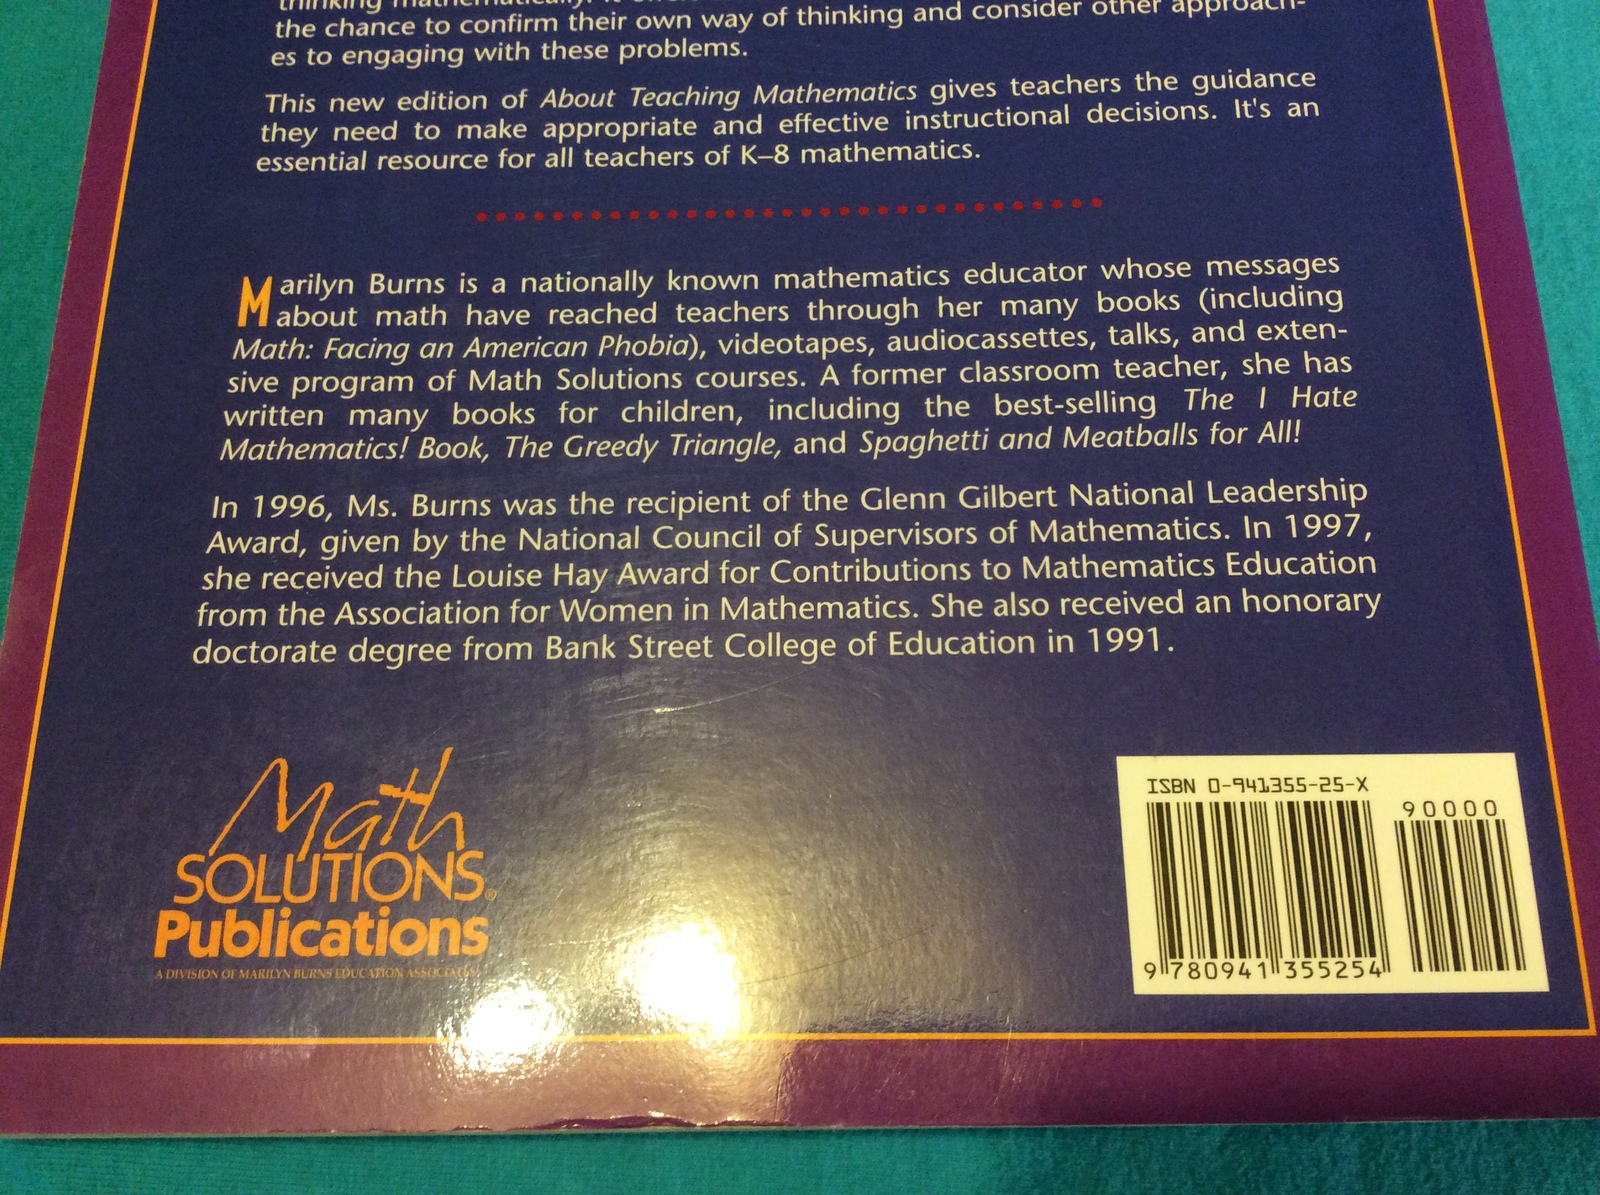 thinking mathematically. It
the chance to confirm their own way of thinking and consider other approach-
es to engaging with these problems.
This new edition of About Teaching Mathematics gives teachers the guidance
they need to make appropriate and effective instructional decisions. It's an
essential resource for all teachers of K–8 mathematics.
Marilyn Burns is a nationally known mathematics educator whose messages
about math have reached teachers through her many books (including
Math: Facing an American Phobia), videotapes, audiocassettes, talks, and exten-
sive program of Math Solutions courses. A former classroom teacher, she has
written many books for children, including the best-selling The I Hate
Mathematics! Book, The Greedy Triangle, and Spaghetti and Meatballs for All!
In 1996, Ms. Burns was the recipient of the Glenn Gilbert National Leadership
Award, given by the National Council of Supervisors of Mathematics. In 1997,
she received the Louise Hay Award for Contributions to Mathematics Education
from the Association for Women in Mathematics. She also received an honorary
doctorate degree from Bank Street College of Education in 1991.
Math
SOLUTIONS®
Publications
A DIVISION OF MARILYN BURNS EDUCATION ASSOCIATES
ISBN 0-941355-25-X
90000
9 780941 355254